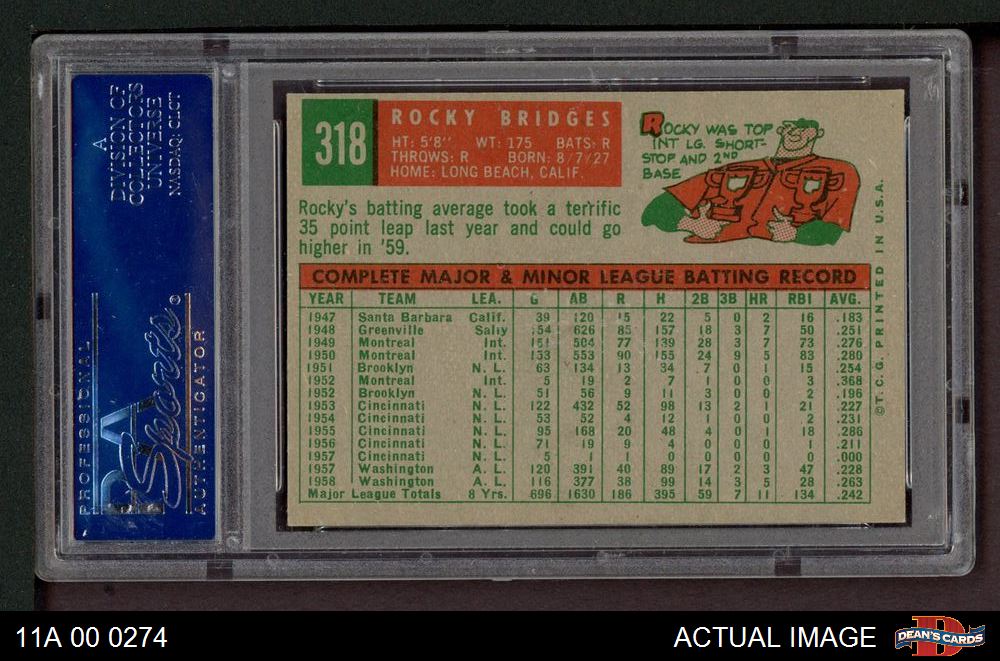 A
DIVISION OF
COLLECTORS
UNIVERSE
NASDAQ: CLCT
PROFESSIONAL
PSA
Sports ®
AUTHENTICATOR
318
ROCKY BRIDGES
HT: 5'8" WT: 175 BATS: R
THROWS: R BORN: 8/7/27
HOME: LONG BEACH, CALIF.
ROCKY WAS TOP
INT LG. SHORT-
STOP AND 2ND
BASE
Rocky's batting average took a terrific
35 point leap last year and could go
higher in '59.
COMPLETE MAJOR & MINOR LEAGUE BATTING RECORD
YEAR TEAM LEA. G AB R H 2B 3B HR RBI AVG.
1947 Santa Barbara Calif. 39 120 15 22 5 0 2 16 .183
1948 Greenville Sally 154 626 85 157 18 3 7 50 .251
1949 Montreal Int. 151 504 77 139 28 3 7 73 .276
1950 Montreal Int. 153 553 90 155 24 9 5 83 .280
1951 Brooklyn N. L. 63 134 13 34 7 0 1 15 .254
1952 Montreal Int. 5 19 2 7 1 0 0 3 .368
1952 Brooklyn N. L. 51 56 9 11 3 0 0 2 .196
1953 Cincinnati N. L. 122 432 52 98 13 2 1 21 .227
1954 Cincinnati N. L. 53 52 4 12 1 0 0 2 .231
1955 Cincinnati N. L. 95 168 20 48 4 0 1 18 .286
1956 Cincinnati N. L. 71 19 9 4 0 0 0 1 .211
1957 Cincinnati N. L. 5 1 1 0 0 0 0 0 .000
1957 Washington A. L. 120 391 40 89 17 2 3 47 .228
1958 Washington A. L. 116 377 38 99 14 3 5 28 .263
Major League Totals 8 Yrs. 696 1630 186 395 59 7 11 134 .242
©T.C.G. PRINTED IN U.S.A.
11A 00 0274
ACTUAL IMAGE
D
DEAN'S CARDS